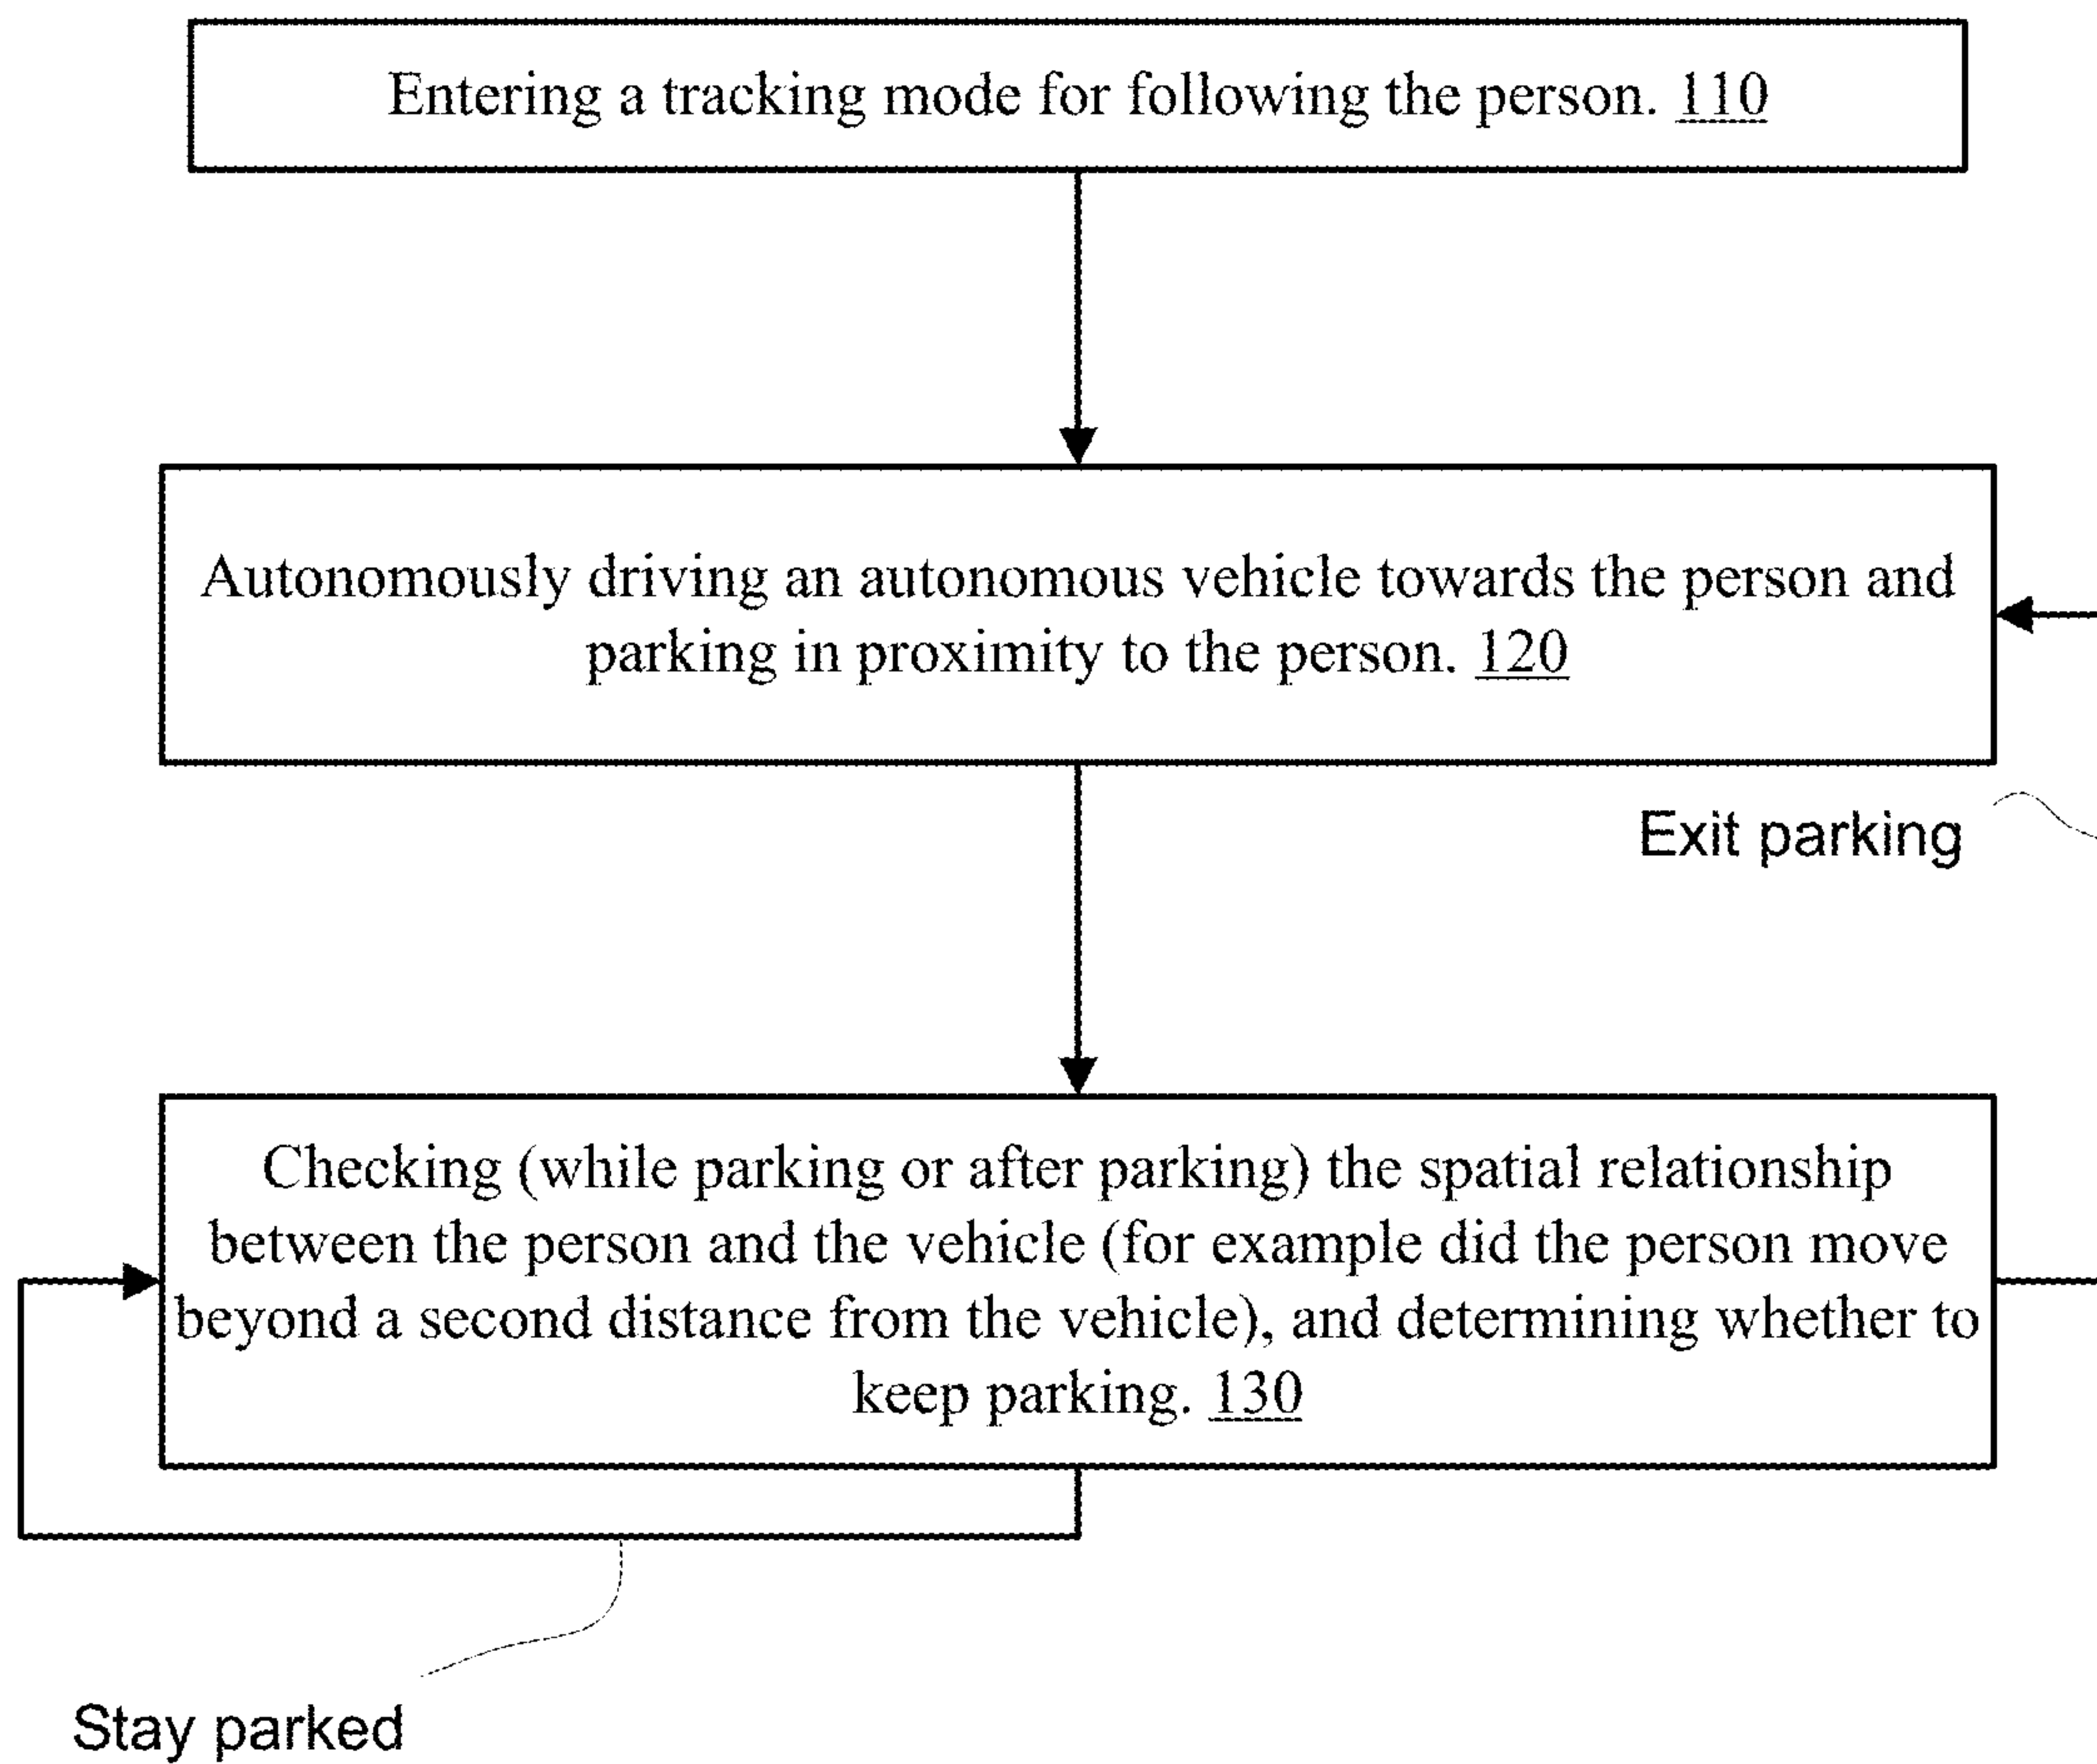 Entering a tracking mode for following the person. 110
Autonomously driving an autonomous vehicle towards the person and
parking in proximity to the person. 120
Exit parking
Checking (while parking or after parking) the spatial relationship
between the person and the vehicle (for example did the person move
beyond a second distance from the vehicle), and determining whether to
keep parking. 130
Stay parked